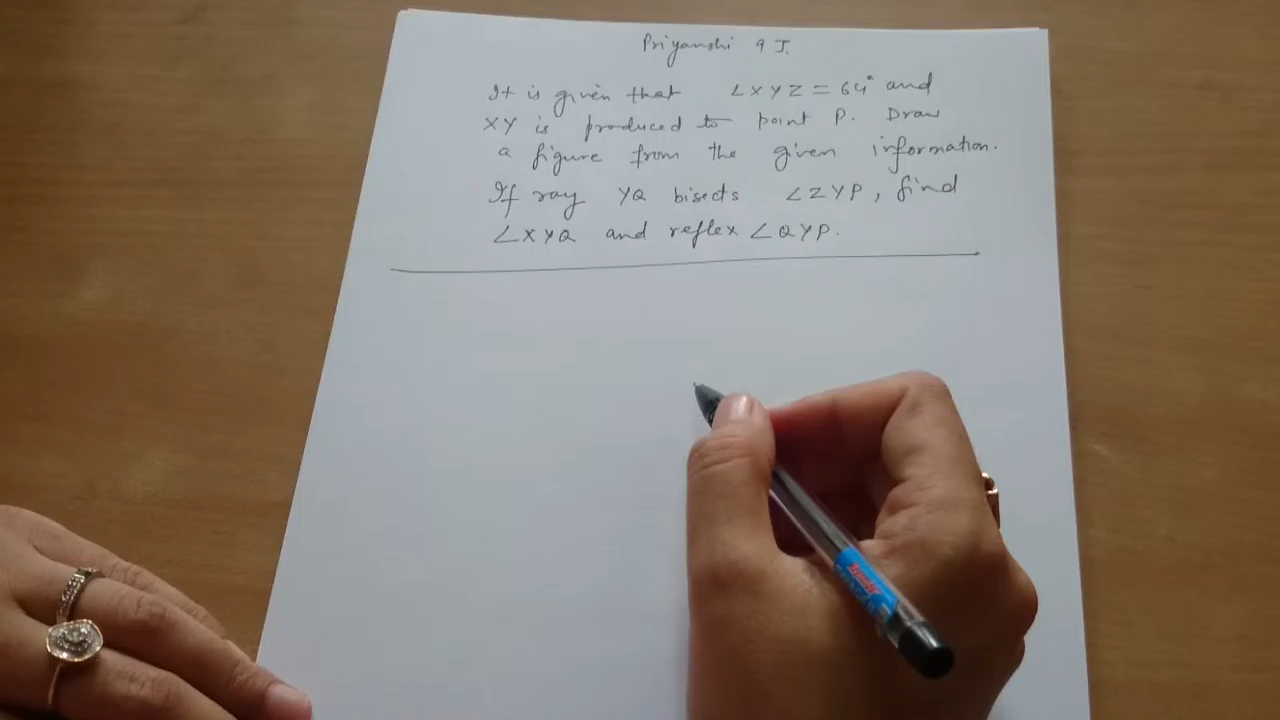 Priyanshi 9 J.
It is given that ∠XYZ = 64° and
XY is produced to point P. Draw
a figure from the given information.
If ray YQ bisects ∠ZYP, find
∠XYQ and reflex ∠QYP.